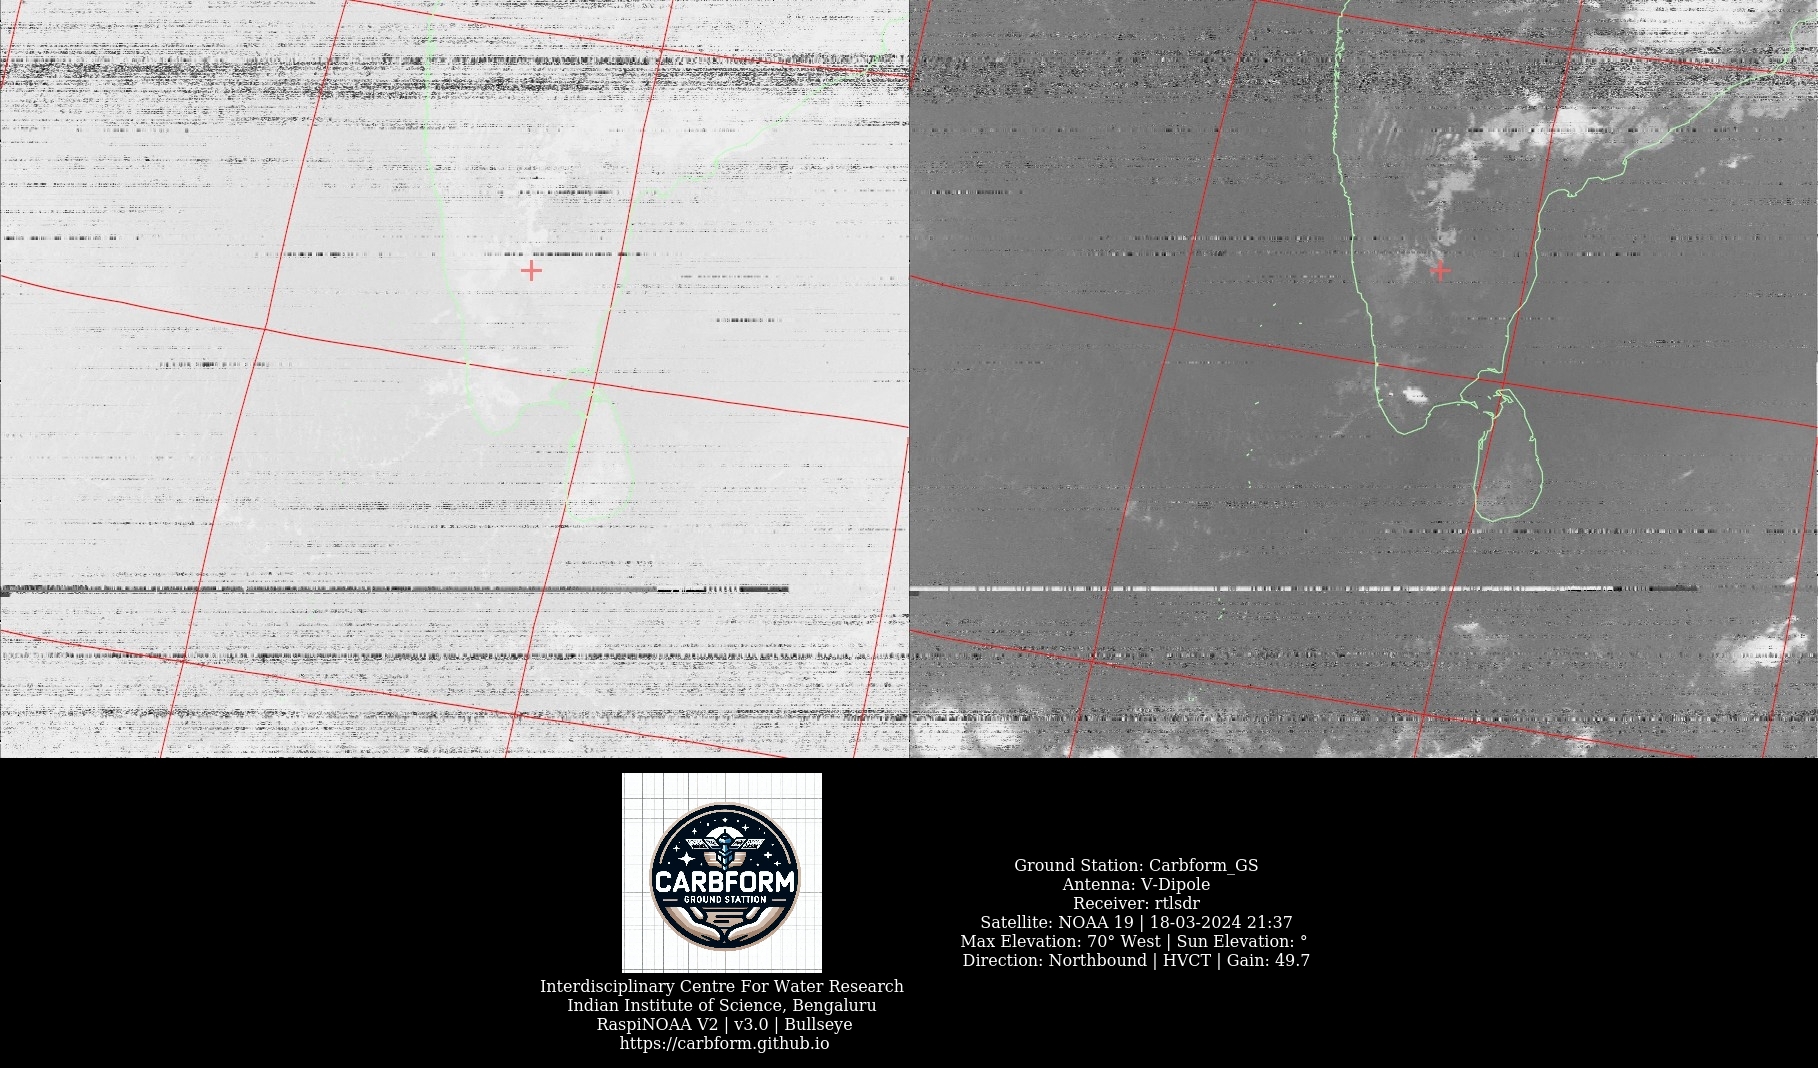 CARBFORM
GROUND STATTION
Interdisciplinary Centre For Water Research
Indian Institute of Science, Bengaluru
RaspiNOAA V2 | v3.0 | Bullseye
https://carbform.github.io
Ground Station: Carbform_GS
Antenna: V-Dipole
Receiver: rtlsdr
Satellite: NOAA 19 | 18-03-2024 21:37
Max Elevation: 70° West | Sun Elevation: °
Direction: Northbound | HVCT | Gain: 49.7